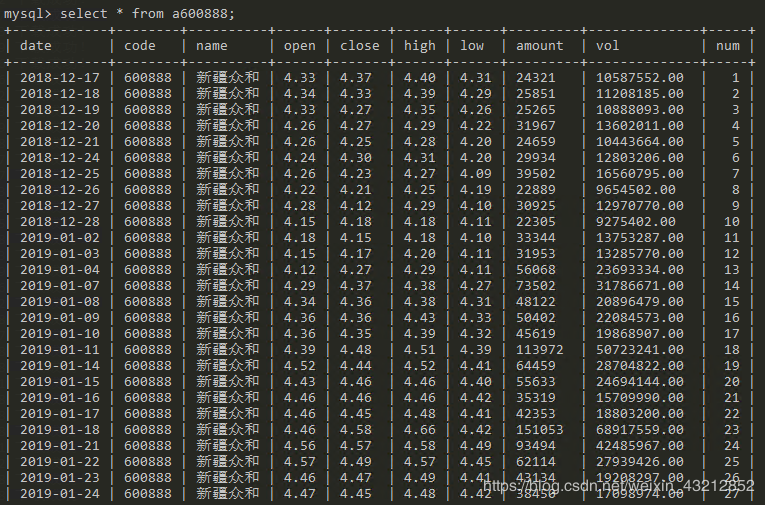 mysql> select * from a600888;
| date | code | name | open | close | high | low | amount | vol | num |
| 2018-12-17 | 600888 | 新疆众和 | 4.33 | 4.37 | 4.40 | 4.31 | 24321 | 10587552.00 | 1 |
| 2018-12-18 | 600888 | 新疆众和 | 4.34 | 4.33 | 4.39 | 4.29 | 25851 | 11208185.00 | 2 |
| 2018-12-19 | 600888 | 新疆众和 | 4.33 | 4.27 | 4.35 | 4.26 | 25265 | 10888093.00 | 3 |
| 2018-12-20 | 600888 | 新疆众和 | 4.26 | 4.27 | 4.29 | 4.22 | 31967 | 13602011.00 | 4 |
| 2018-12-21 | 600888 | 新疆众和 | 4.26 | 4.25 | 4.28 | 4.20 | 24659 | 10443664.00 | 5 |
| 2018-12-24 | 600888 | 新疆众和 | 4.24 | 4.30 | 4.31 | 4.20 | 29934 | 12803206.00 | 6 |
| 2018-12-25 | 600888 | 新疆众和 | 4.26 | 4.23 | 4.27 | 4.09 | 39502 | 16560795.00 | 7 |
| 2018-12-26 | 600888 | 新疆众和 | 4.22 | 4.21 | 4.25 | 4.19 | 22889 | 9654502.00 | 8 |
| 2018-12-27 | 600888 | 新疆众和 | 4.28 | 4.12 | 4.29 | 4.10 | 30925 | 12970770.00 | 9 |
| 2018-12-28 | 600888 | 新疆众和 | 4.15 | 4.18 | 4.18 | 4.11 | 22305 | 9275402.00 | 10 |
| 2019-01-02 | 600888 | 新疆众和 | 4.18 | 4.15 | 4.18 | 4.10 | 33344 | 13753287.00 | 11 |
| 2019-01-03 | 600888 | 新疆众和 | 4.15 | 4.17 | 4.20 | 4.11 | 31953 | 13285770.00 | 12 |
| 2019-01-04 | 600888 | 新疆众和 | 4.12 | 4.27 | 4.29 | 4.11 | 56068 | 23693334.00 | 13 |
| 2019-01-07 | 600888 | 新疆众和 | 4.29 | 4.37 | 4.38 | 4.27 | 73502 | 31786671.00 | 14 |
| 2019-01-08 | 600888 | 新疆众和 | 4.34 | 4.36 | 4.38 | 4.31 | 48122 | 20896479.00 | 15 |
| 2019-01-09 | 600888 | 新疆众和 | 4.36 | 4.36 | 4.43 | 4.33 | 50402 | 22084573.00 | 16 |
| 2019-01-10 | 600888 | 新疆众和 | 4.36 | 4.35 | 4.39 | 4.32 | 45619 | 19868907.00 | 17 |
| 2019-01-11 | 600888 | 新疆众和 | 4.39 | 4.48 | 4.51 | 4.39 | 113972 | 50723241.00 | 18 |
| 2019-01-14 | 600888 | 新疆众和 | 4.52 | 4.44 | 4.52 | 4.41 | 64459 | 28704822.00 | 19 |
| 2019-01-15 | 600888 | 新疆众和 | 4.43 | 4.46 | 4.46 | 4.40 | 55633 | 24694144.00 | 20 |
| 2019-01-16 | 600888 | 新疆众和 | 4.46 | 4.46 | 4.46 | 4.42 | 35319 | 15709990.00 | 21 |
| 2019-01-17 | 600888 | 新疆众和 | 4.46 | 4.45 | 4.48 | 4.41 | 42353 | 18803200.00 | 22 |
| 2019-01-18 | 600888 | 新疆众和 | 4.46 | 4.58 | 4.66 | 4.42 | 151053 | 68917559.00 | 23 |
| 2019-01-21 | 600888 | 新疆众和 | 4.56 | 4.57 | 4.58 | 4.49 | 93494 | 42485967.00 | 24 |
| 2019-01-22 | 600888 | 新疆众和 | 4.57 | 4.49 | 4.57 | 4.45 | 62114 | 27939426.00 | 25 |
| 2019-01-23 | 600888 | 新疆众和 | 4.46 | 4.47 | 4.49 | 4.41 | 43134 | 19208297.00 | 26 |
| 2019-01-24 | 600888 | 新疆众和 | 4.47 | 4.45 | 4.48 | 4.42 | 38450 | 17098974.00 | 27 |
https://blog.csdn.net/weixin_43212852